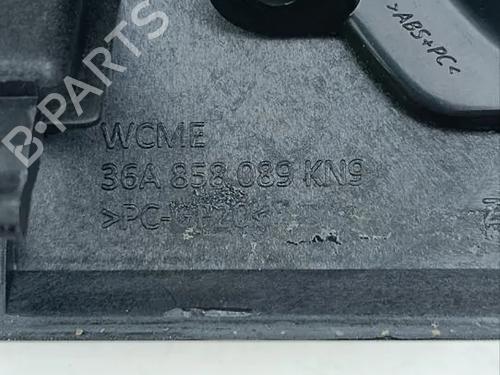 >ABS+PC<
B-PARTS
WCME
36A 858 089 KN9